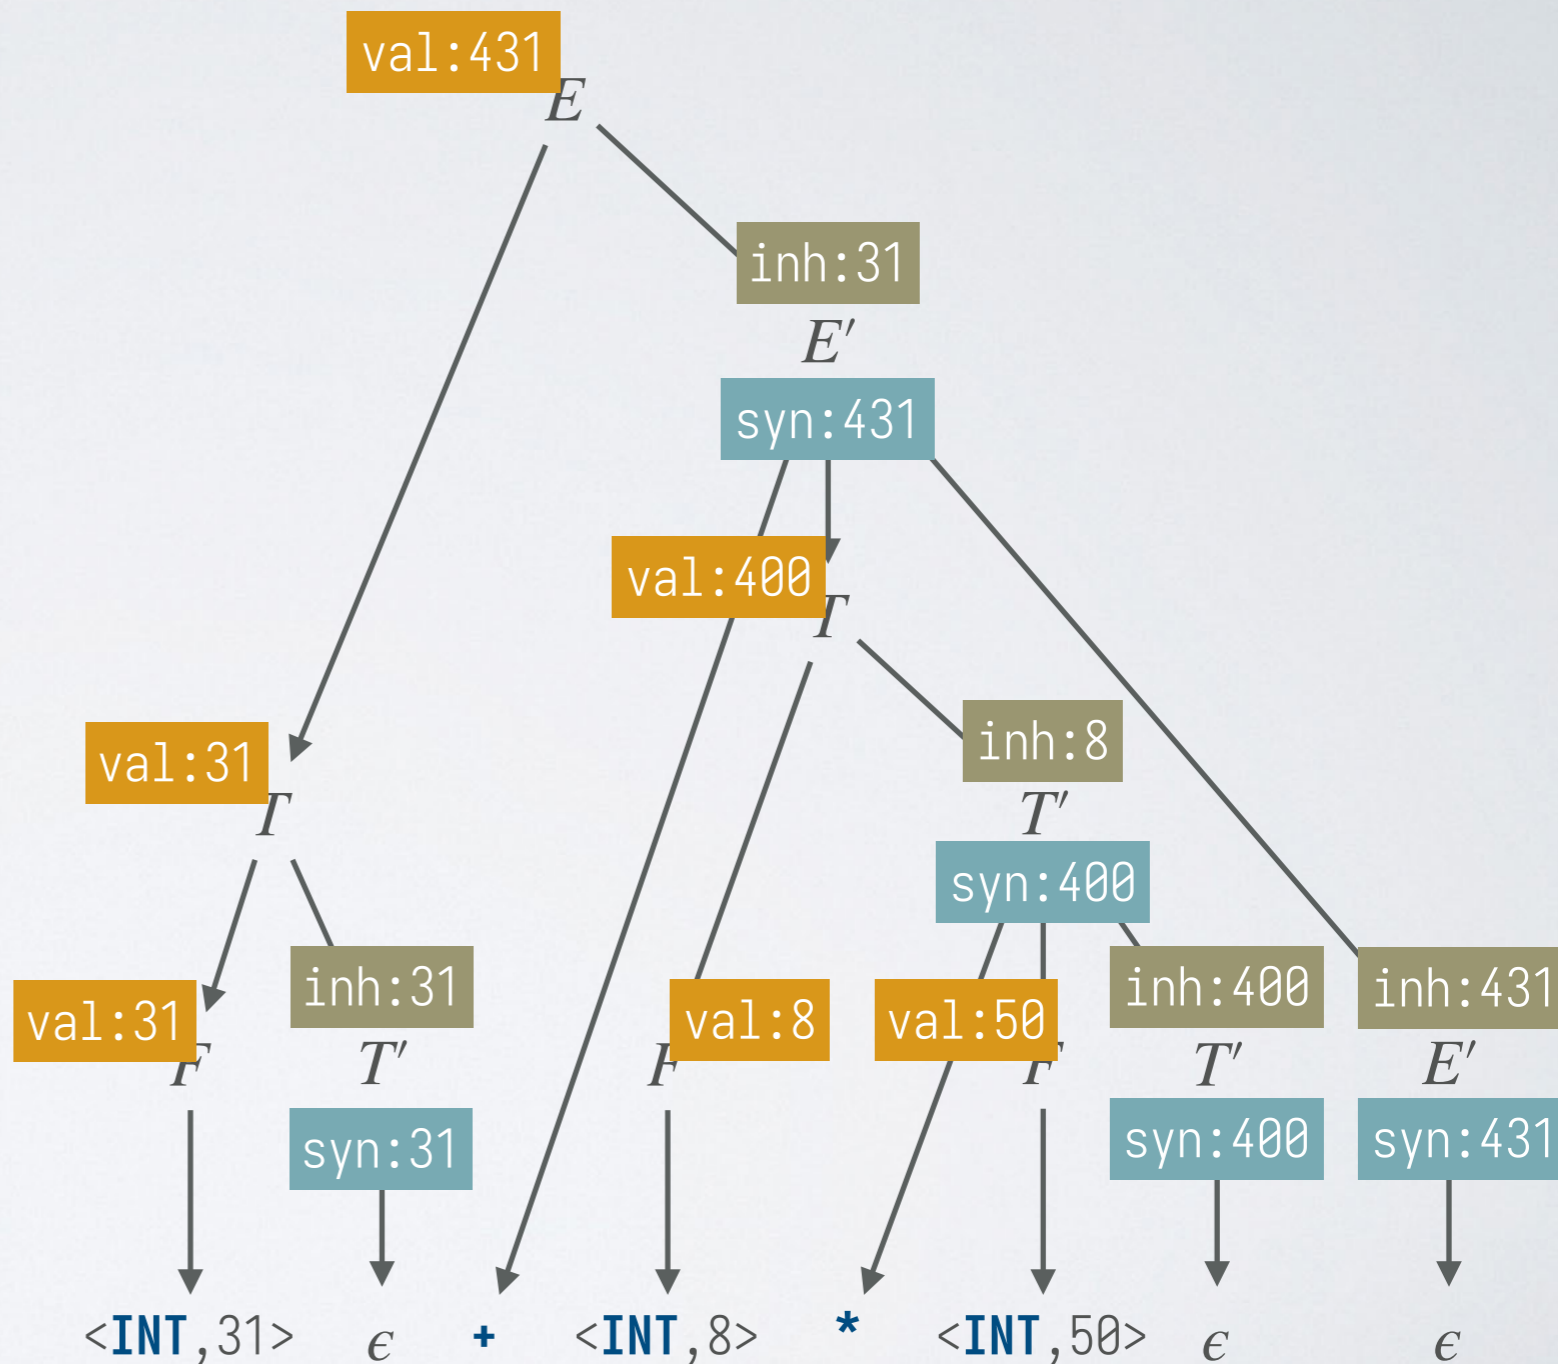 val:431
E
inh:31
E′
syn:431
val:400
T
inh:8
val:31
T′
T
syn:400
val:31 inh:31 val:8 val:50 inh:400 inh:431
F T′ F F T′ E′
syn:31 syn:400 syn:431
<INT,31> ϵ + <INT,8> * <INT,50> ϵ ϵ